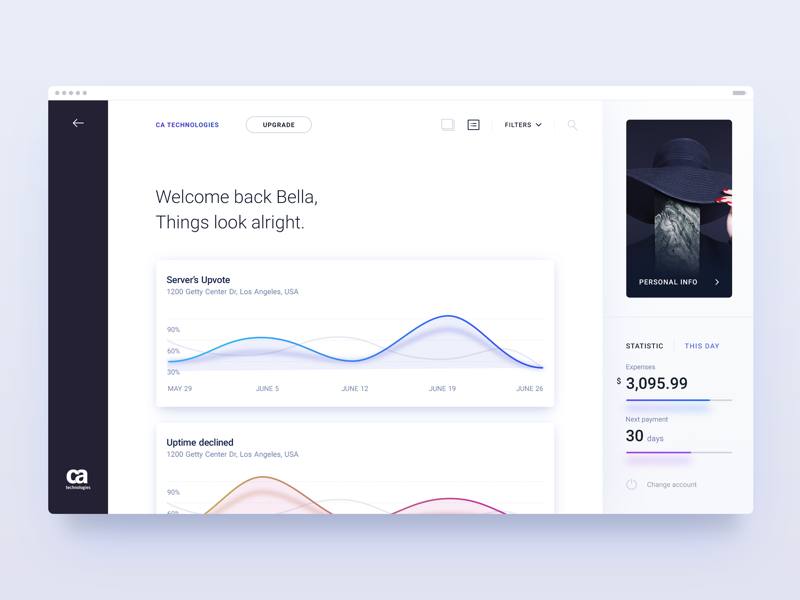 CA TECHNOLOGIES
UPGRADE
FILTERS
Welcome back Bella,
Things look alright.
Server's Upvote
1200 Getty Center Dr, Los Angeles, USA
90%
60%
30%
MAY 29
JUNE 5
JUNE 12
JUNE 19
JUNE 26
Uptime declined
1200 Getty Center Dr, Los Angeles, USA
90%
60%
ca
technologies
PERSONAL INFO
STATISTIC
THIS DAY
Expenses
$ 3,095.99
Next payment
30 days
Change account